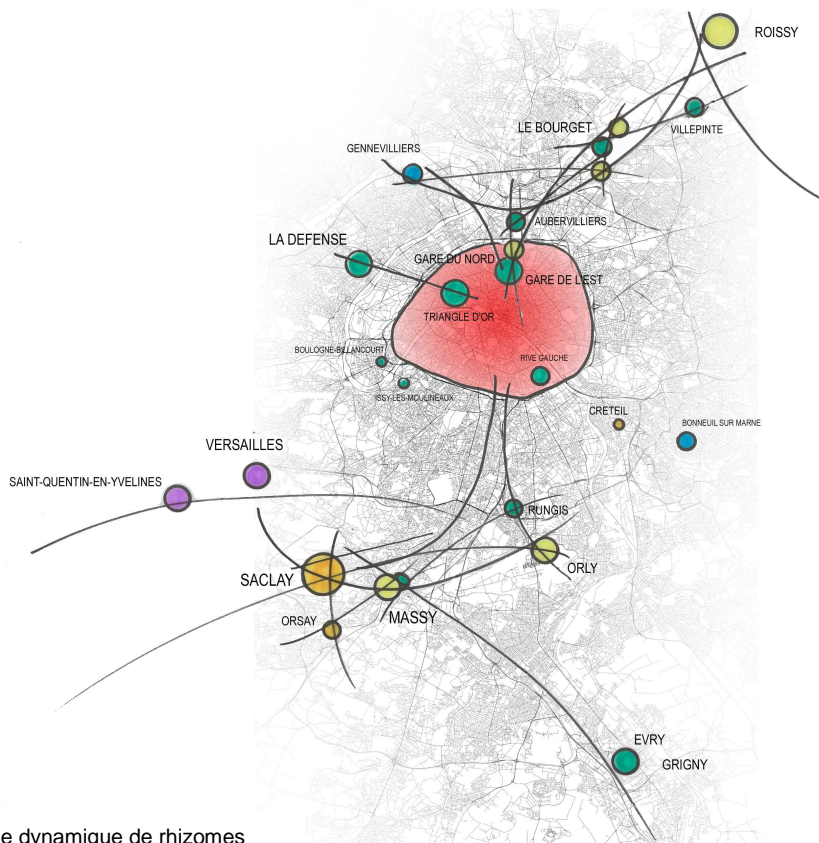 ROISSY
LE BOURGET
VILLEPINTE
GENNEVILLIERS
AUBERVILLIERS
LA DEFENSE
GARE DU NORD
GARE DE L'EST
TRIANGLE D'OR
BOULOGNE-BILLANCOURT
RIVE GAUCHE
ISSY-LES-MOULINEAUX
CRETEIL
BONNEUIL SUR MARNE
VERSAILLES
SAINT-QUENTIN-EN-YVELINES
RUNGIS
ORLY
SACLAY
MASSY
ORSAY
EVRY
GRIGNY
e dynamique de rhizomes